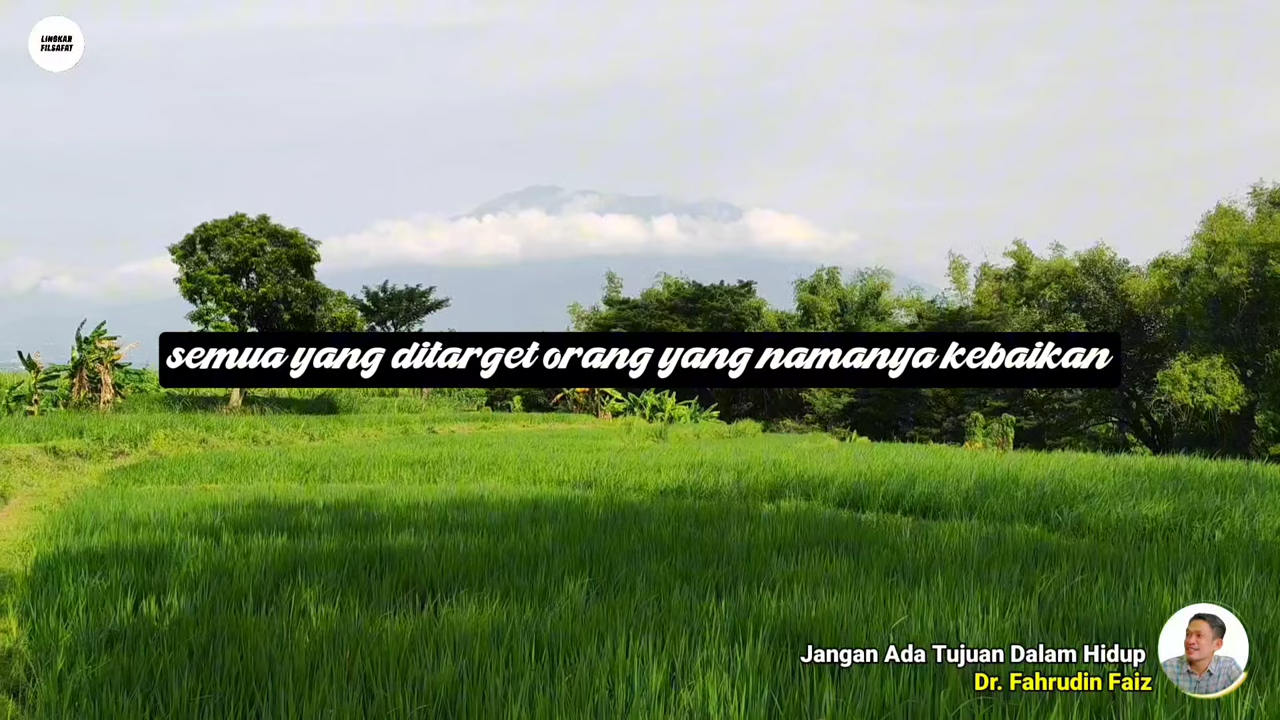 LINGKAR
FILSAFAT
semua yang ditarget orang yang namanya kebaikan
Jangan Ada Tujuan Dalam Hidup
Dr. Fahrudin Faiz